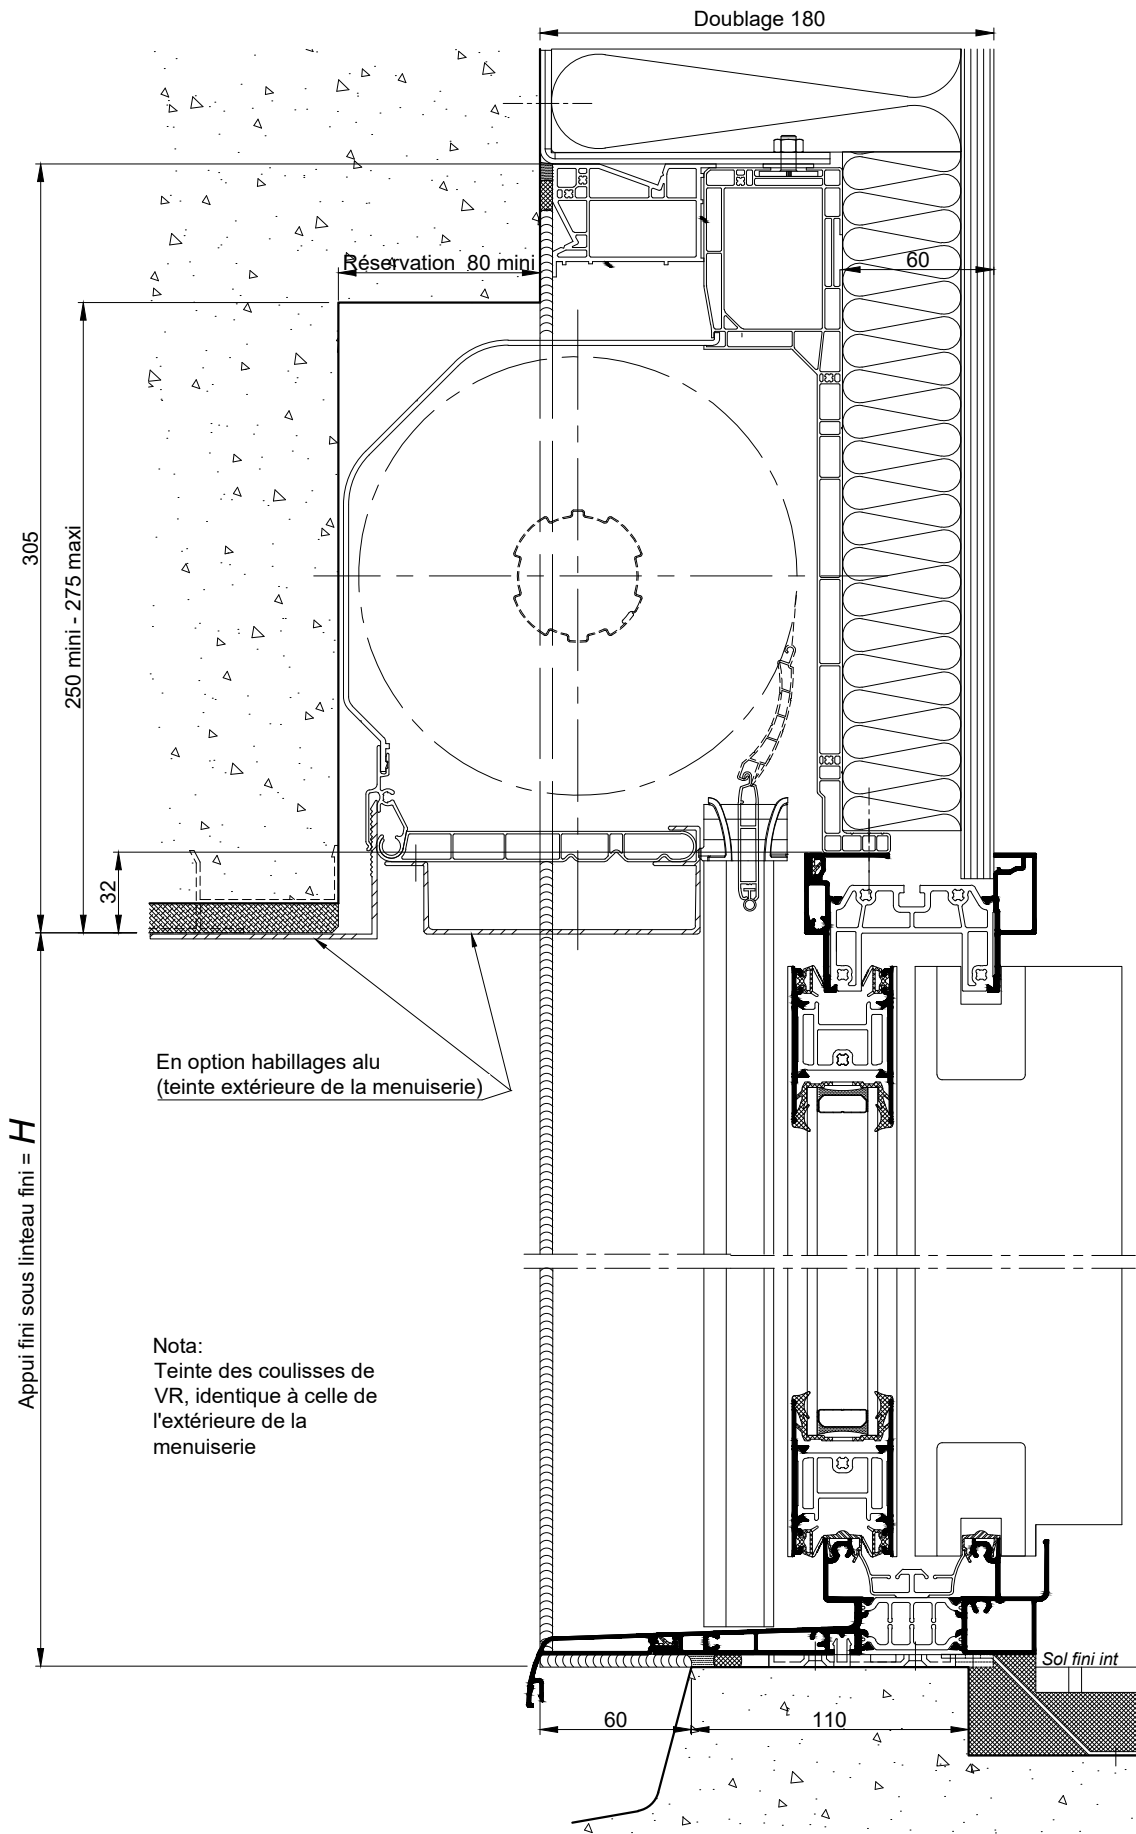 Doublage 180
Réservation 80 mini
60
305
250 mini - 275 maxi
32
En option habillages alu
(teinte extérieure de la menuiserie)
Appui fini sous linteau fini = H
Nota:
Teinte des coulisses de
VR, identique à celle de
l'extérieure de la
menuiserie
Sol fini int
60
110